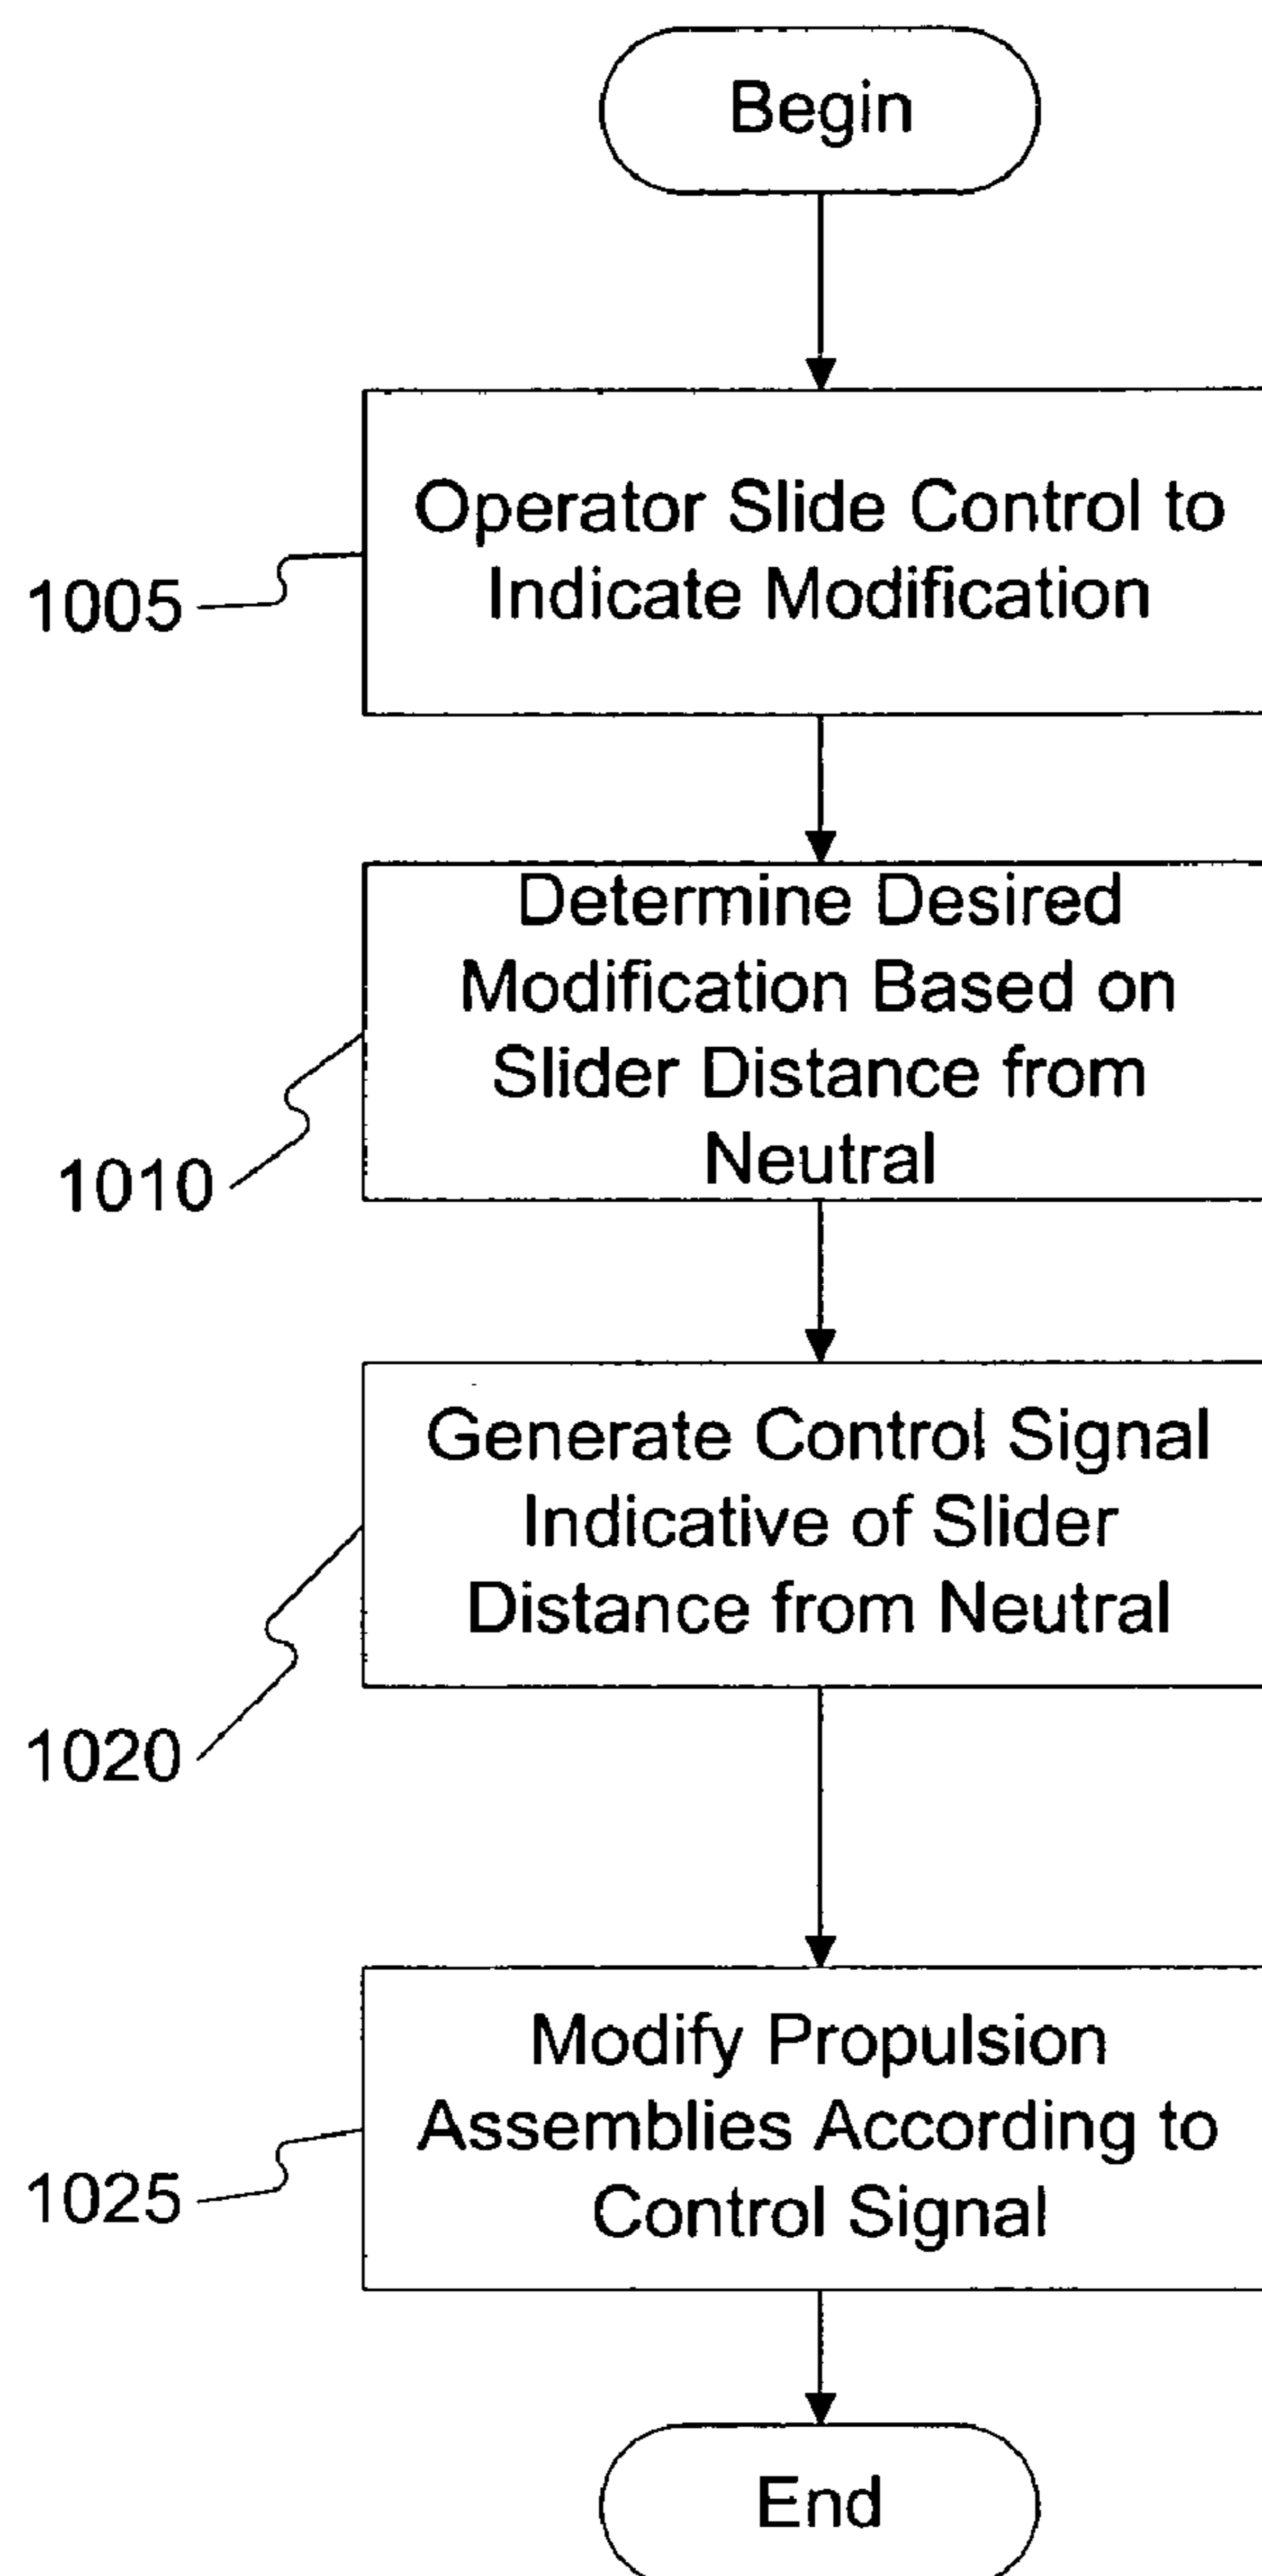 Begin
Operator Slide Control to
Indicate Modification
1005
Determine Desired
Modification Based on
Slider Distance from
Neutral
1010
Generate Control Signal
Indicative of Slider
Distance from Neutral
1020
Modify Propulsion
Assemblies According to
Control Signal
1025
End